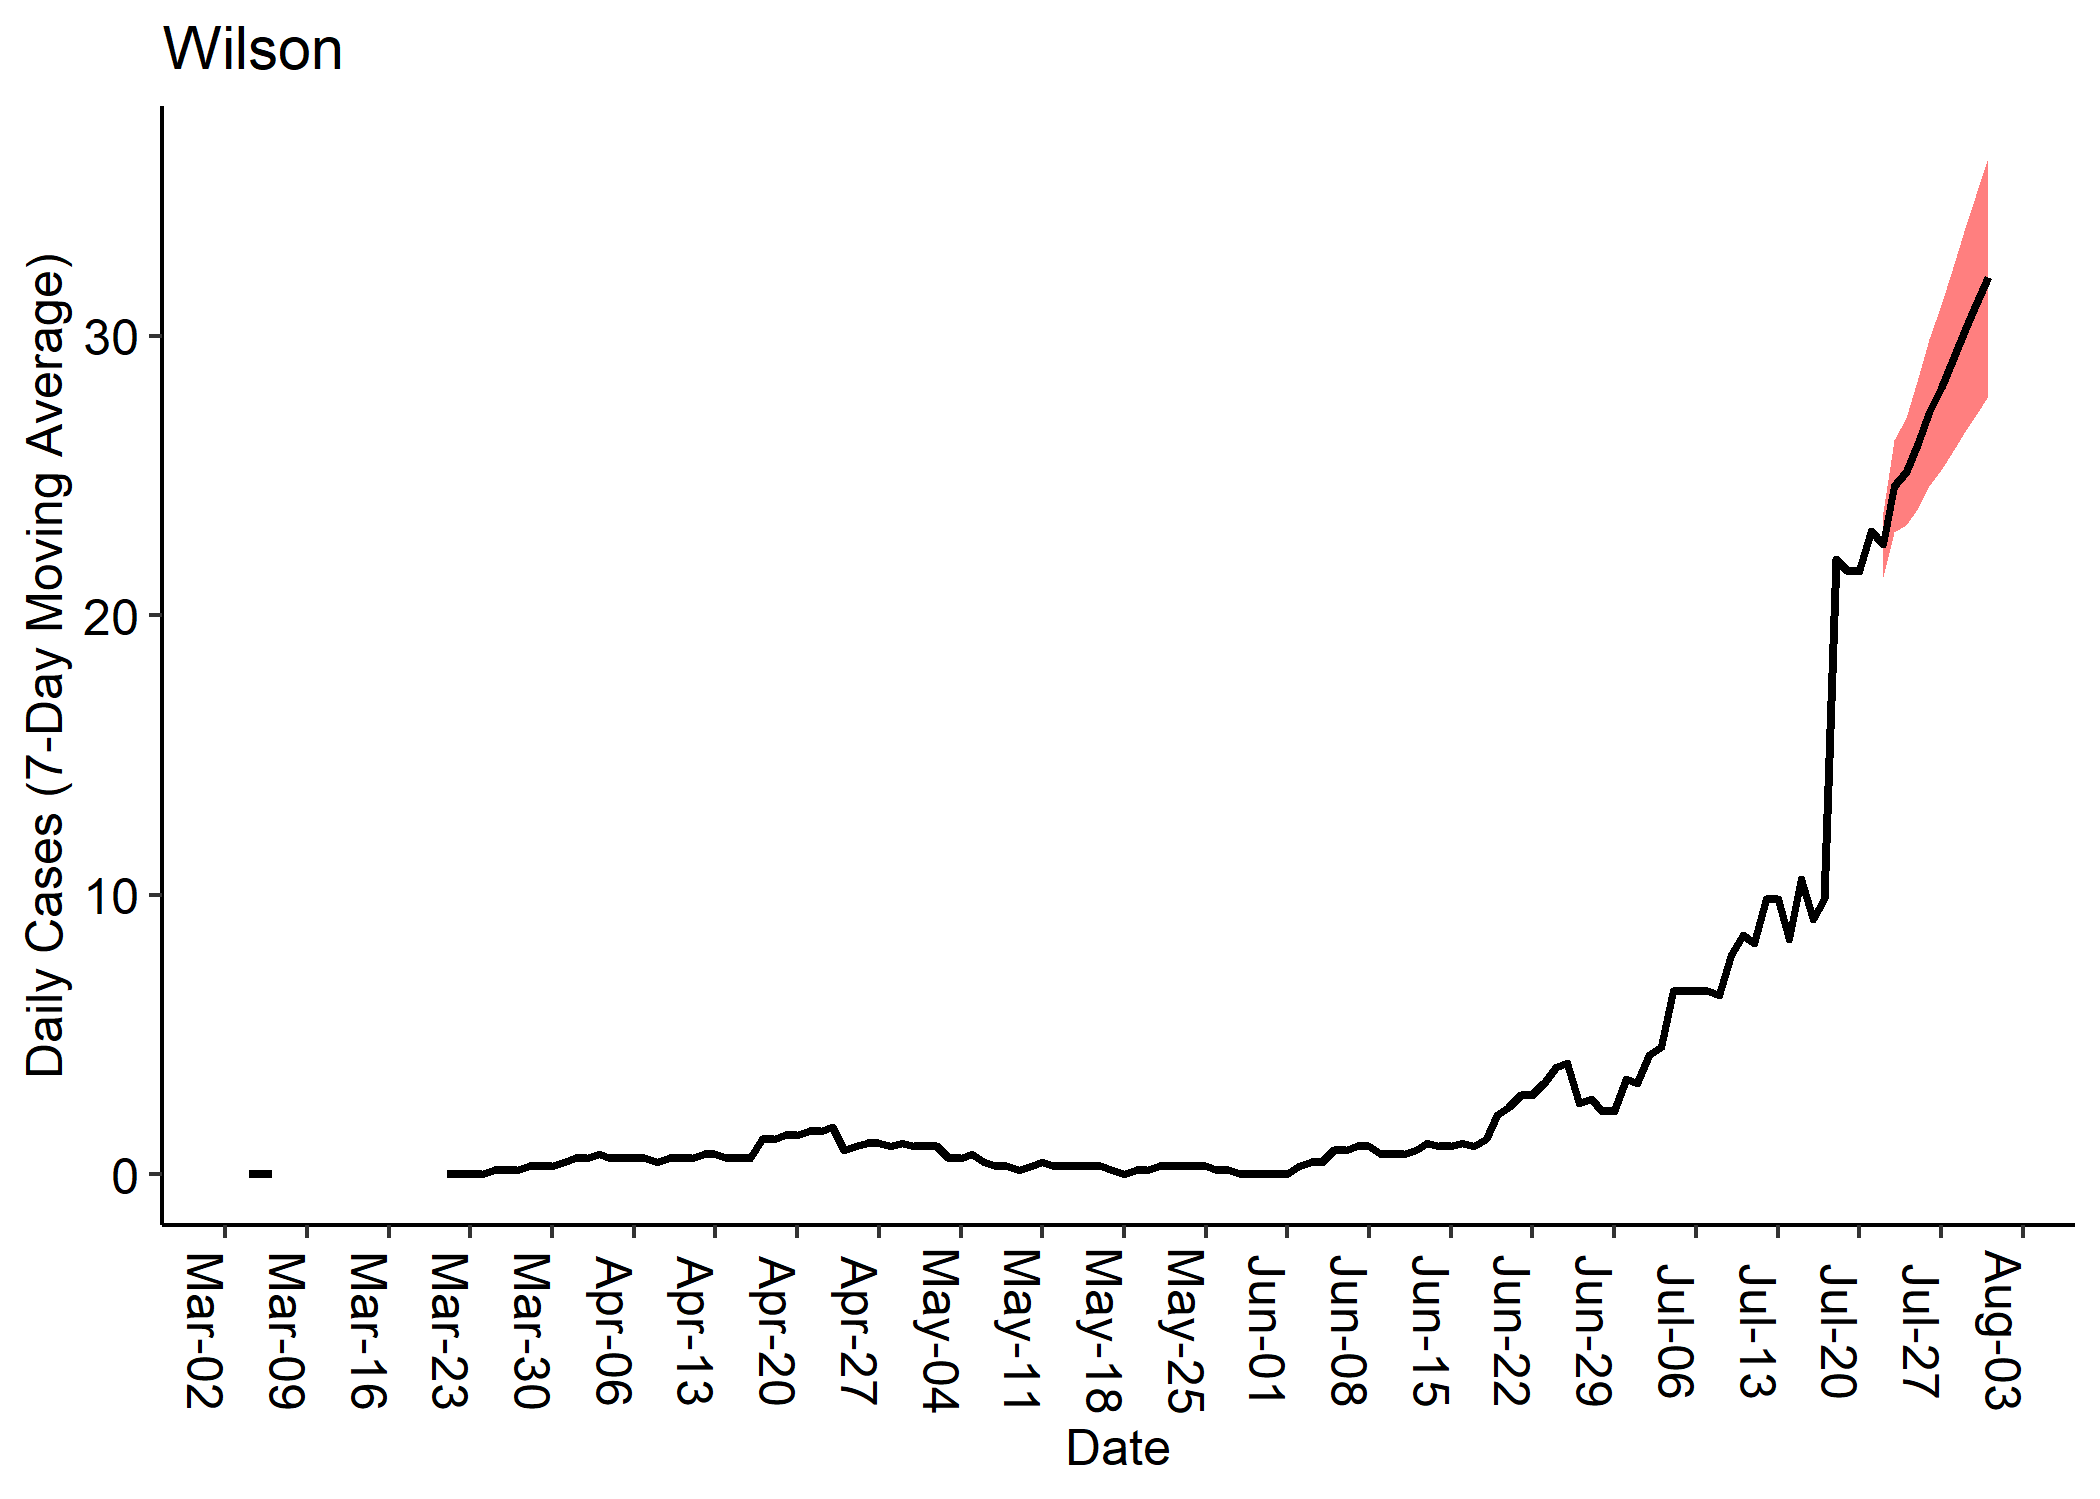 Wilson
Daily Cases (7-Day Moving Average)
30
20
10
0
Mar-02
Mar-09
Mar-16
Mar-23
Mar-30
Apr-06
Apr-13
Apr-20
Apr-27
May-04
May-11
May-18
May-25
Jun-01
Jun-08
Jun-15
Jun-22
Jun-29
Jul-06
Jul-13
Jul-20
Jul-27
Aug-03
Date